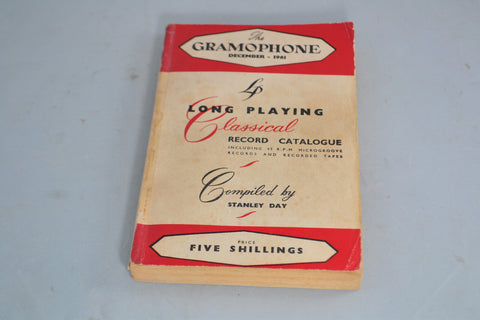 The
GRAMOPHONE
DECEMBER - 1961
LP
LONG PLAYING
Classical
RECORD CATALOGUE
INCLUDING 45 R.P.M MICROGROOVE
RECORDS AND RECORDED TAPES
Compiled by
STANLEY DAY
PRICE
FIVE SHILLINGS